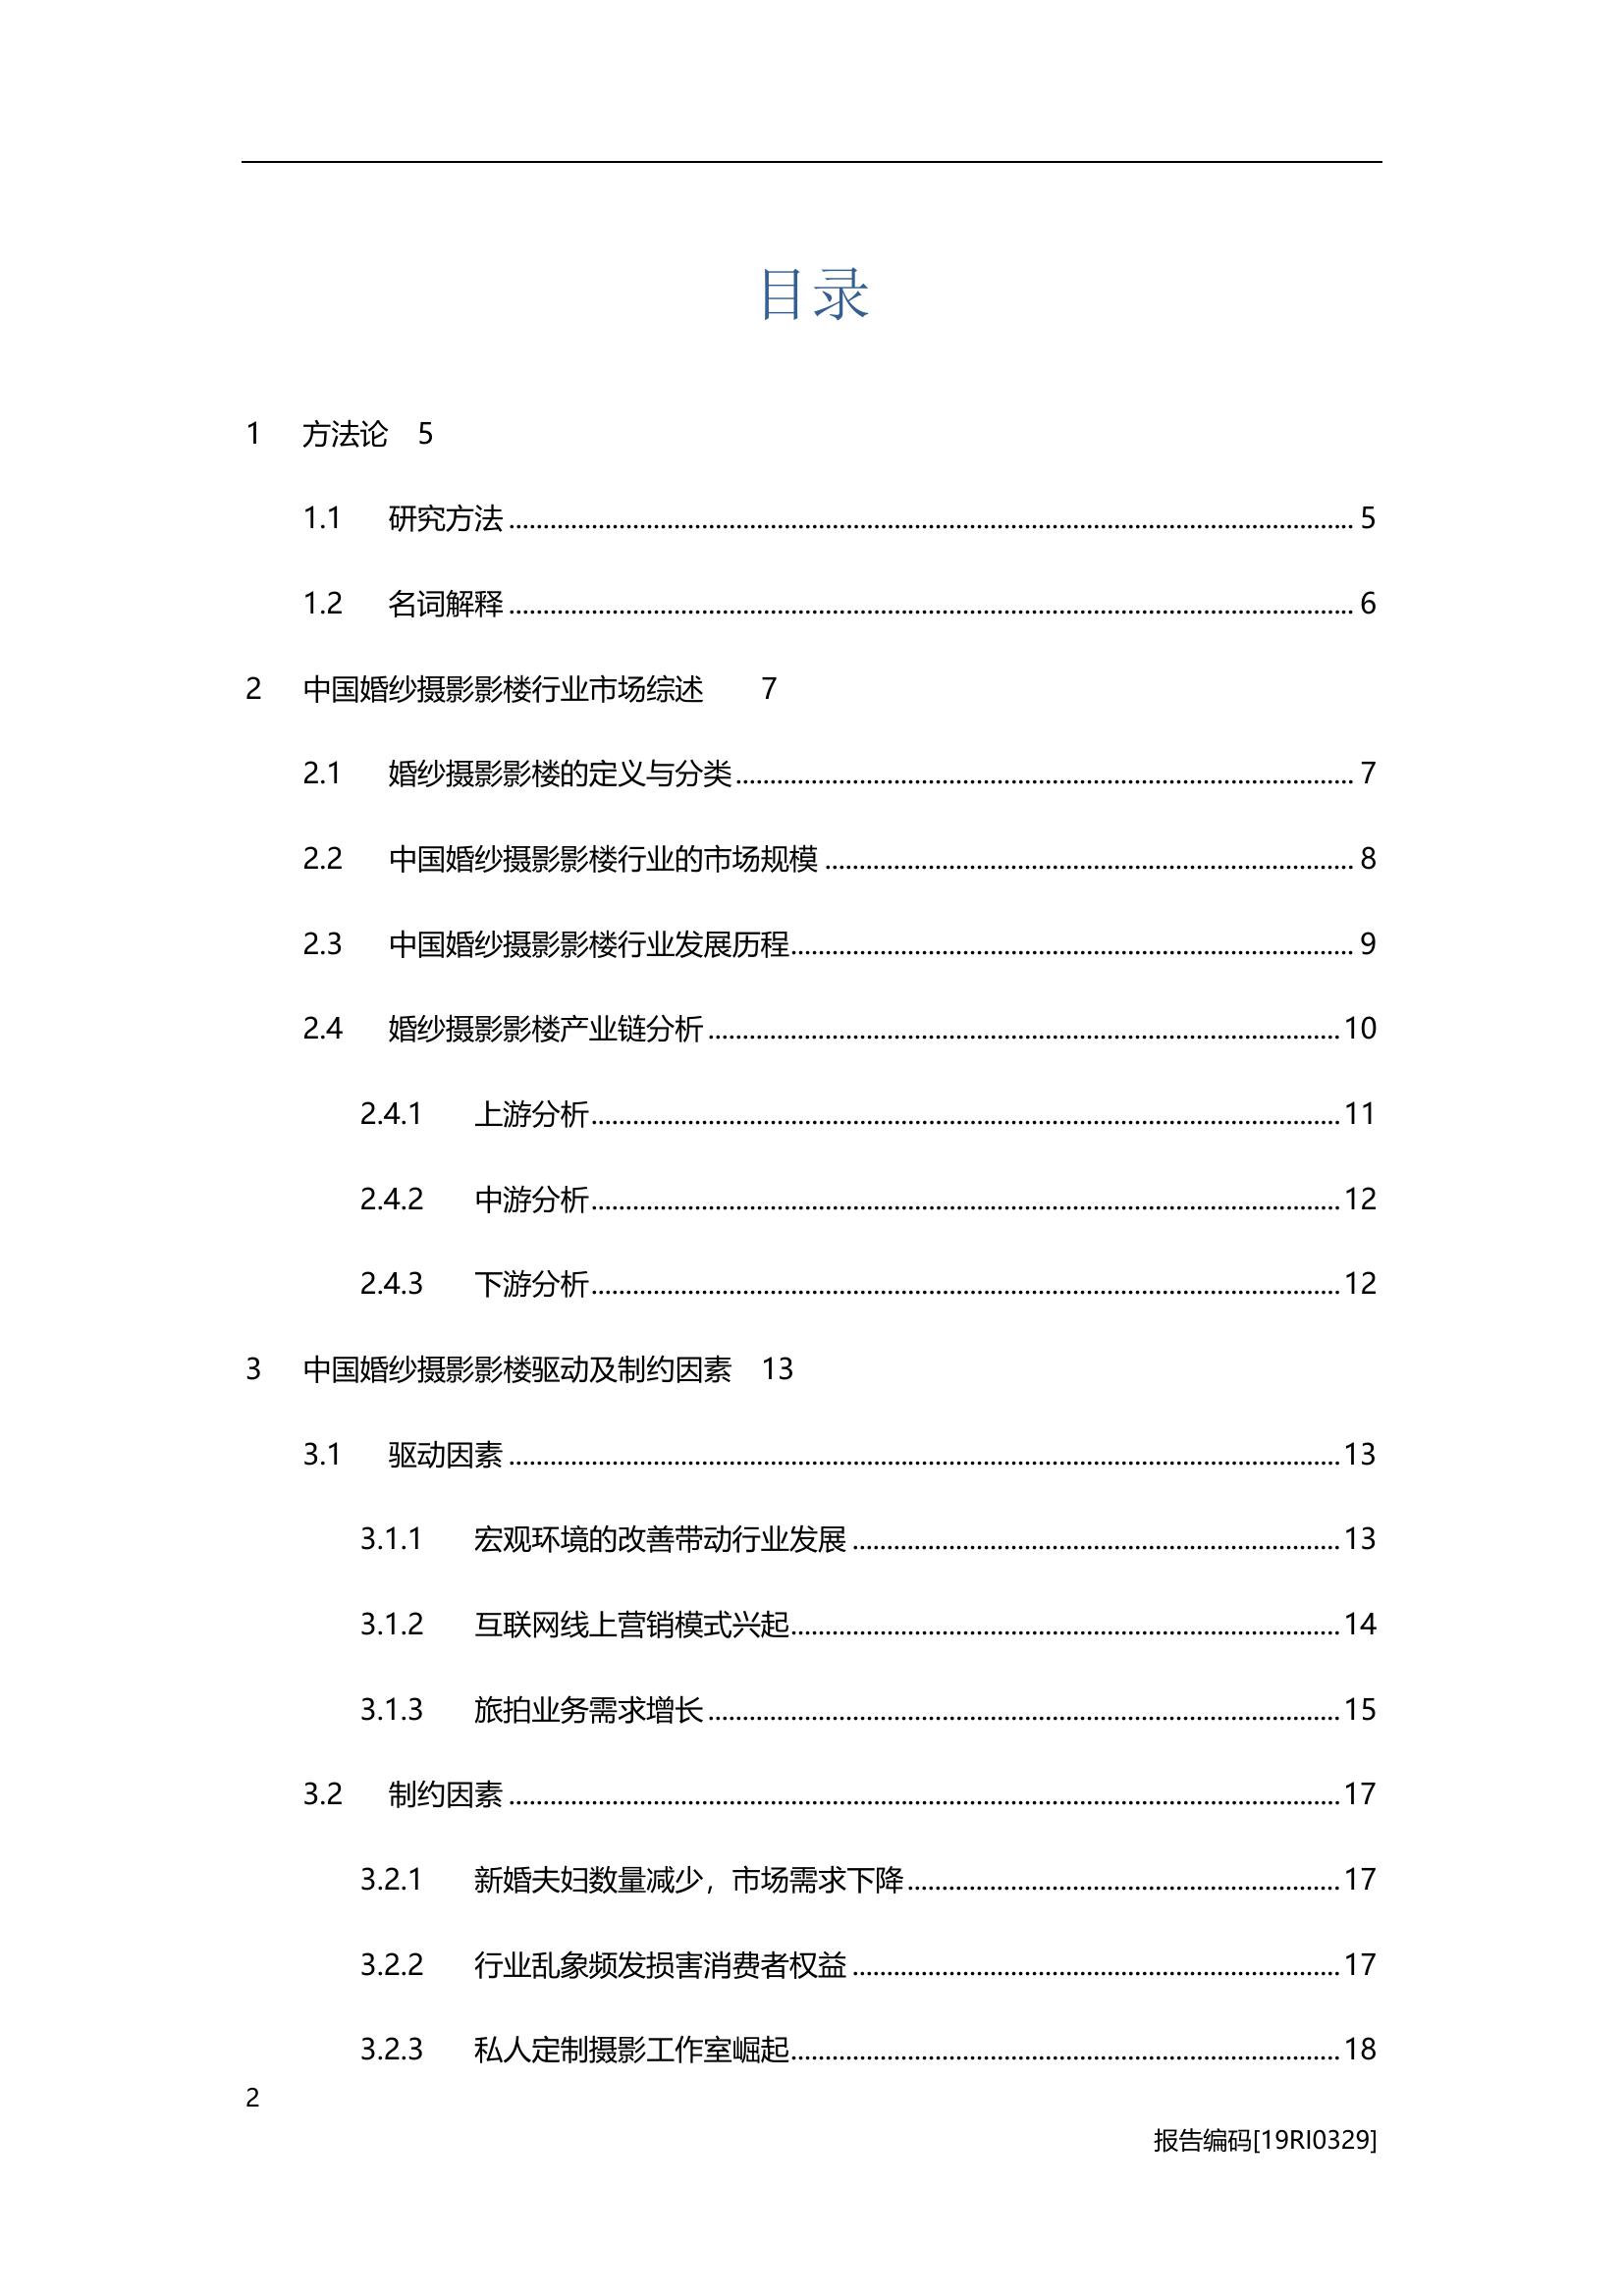 目录
1 方法论 5
1.1 研究方法 5
1.2 名词解释 6
2 中国婚纱摄影影楼行业市场综述 7
2.1 婚纱摄影影楼的定义与分类 7
2.2 中国婚纱摄影影楼行业的市场规模 8
2.3 中国婚纱摄影影楼行业发展历程 9
2.4 婚纱摄影影楼产业链分析 10
2.4.1 上游分析 11
2.4.2 中游分析 12
2.4.3 下游分析 12
3 中国婚纱摄影影楼驱动及制约因素 13
3.1 驱动因素 13
3.1.1 宏观环境的改善带动行业发展 13
3.1.2 互联网线上营销模式兴起 14
3.1.3 旅拍业务需求增长 15
3.2 制约因素 17
3.2.1 新婚夫妇数量减少，市场需求下降 17
3.2.2 行业乱象频发损害消费者权益 17
3.2.3 私人定制摄影工作室崛起 18
2
报告编码[19RI0329]